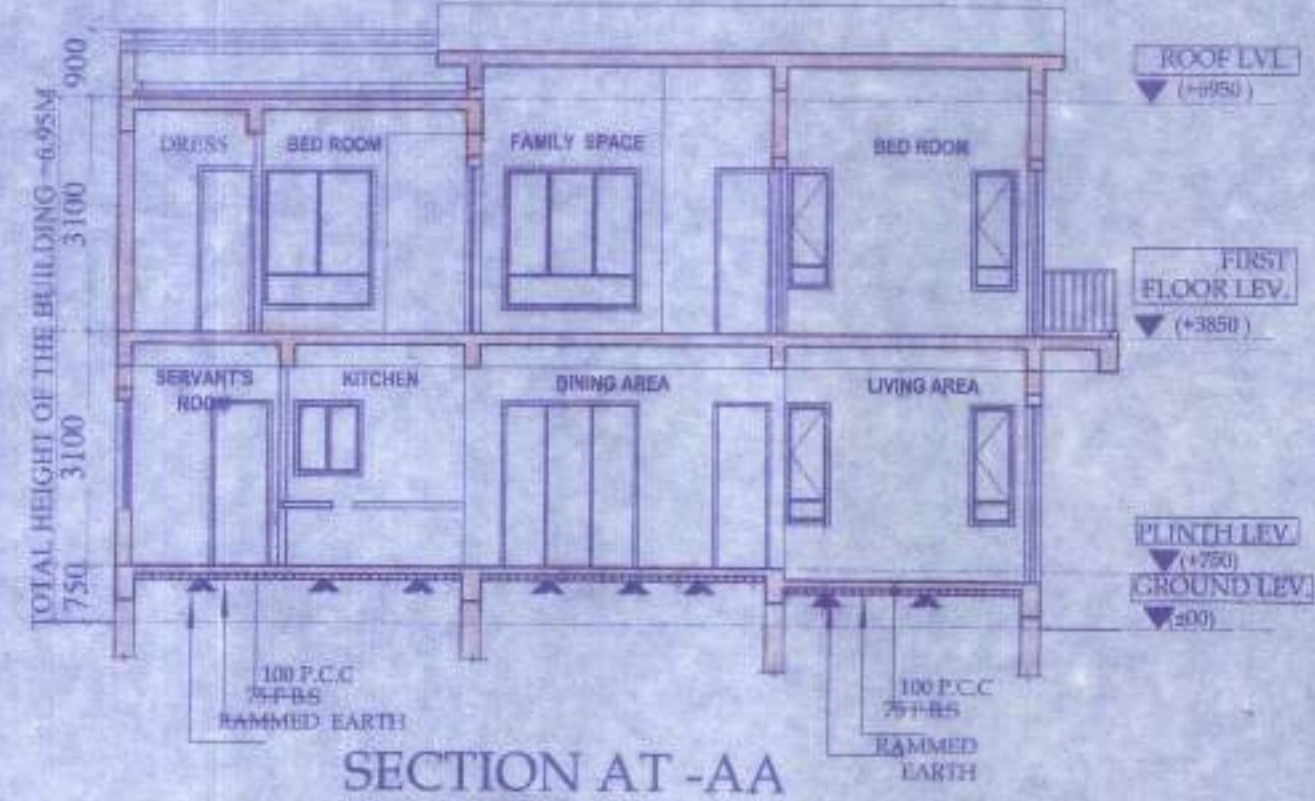 900
ROOF LVL
(+6950 )
DRESS
BED ROOM
FAMILY SPACE
BED ROOM
TOTAL HEIGHT OF THE BUILDING -6.95M
3100
FIRST
FLOOR LEV.
(+3850 )
SERVANT'S
ROOM
KITCHEN
DINING AREA
LIVING AREA
3100
PLINTH LEV.
(+750)
750
GROUND LEV.
(±00)
100 P.C.C
75 P.B.S
RAMMED EARTH
100 P.C.C
75 P.B.S
RAMMED
EARTH
SECTION AT -AA